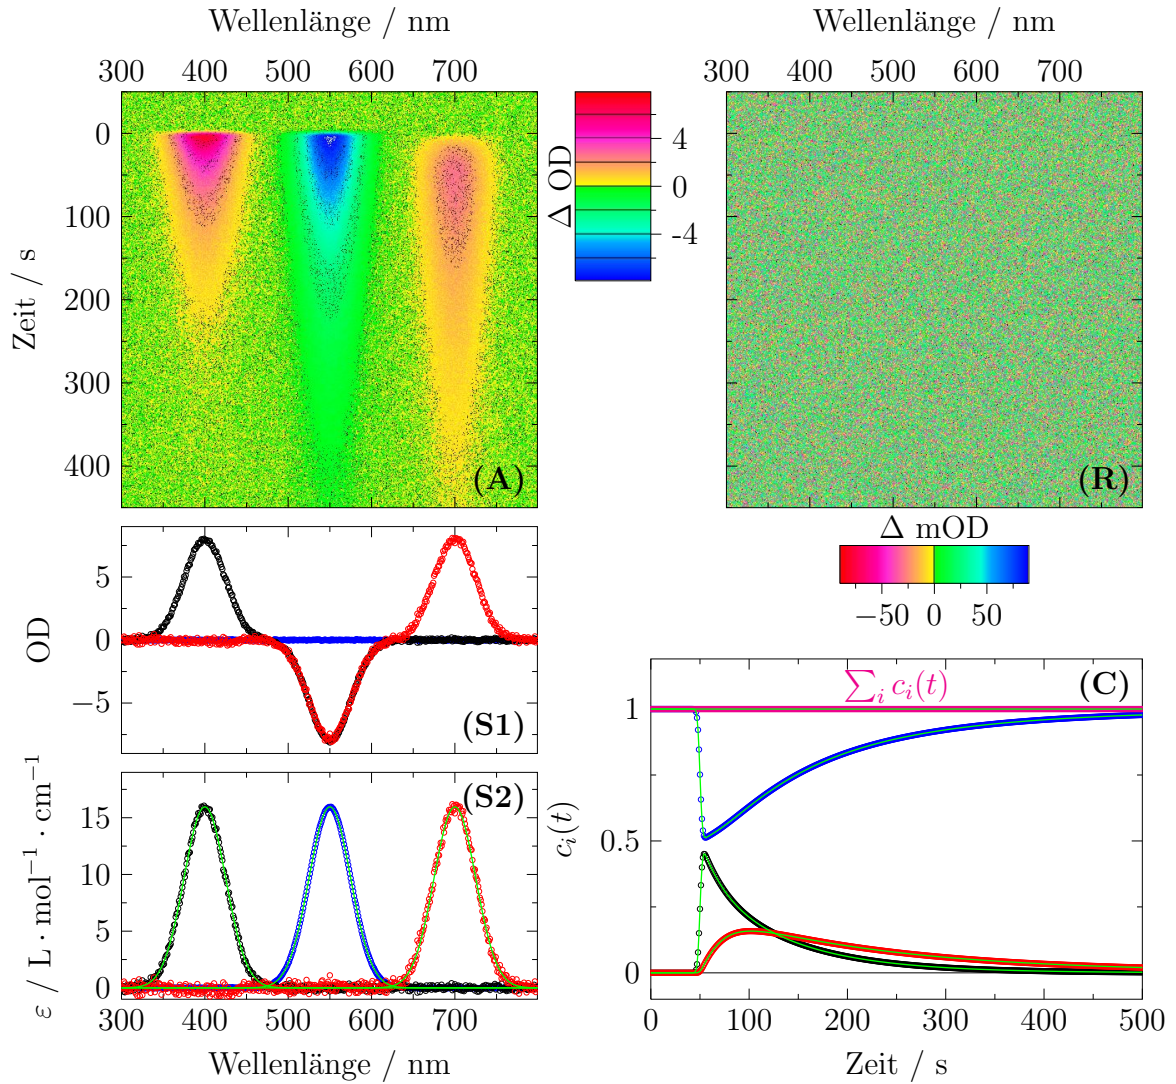 Wellenlänge / nm
Wellenlänge / nm
300 400 500 600 700
300 400 500 600 700
0
100
200
300
400
Zeit / s
(A)
4
0
-4
Δ OD
(R)
Δ mOD
−50 0 50
5
0
−5
OD
(S1)
15
10
5
0
ε / L · mol⁻¹ · cm⁻¹
(S2)
300 400 500 600 700
Wellenlänge / nm
∑ᵢ cᵢ(t)
(C)
1
0.5
0
cᵢ(t)
0 100 200 300 400 500
Zeit / s